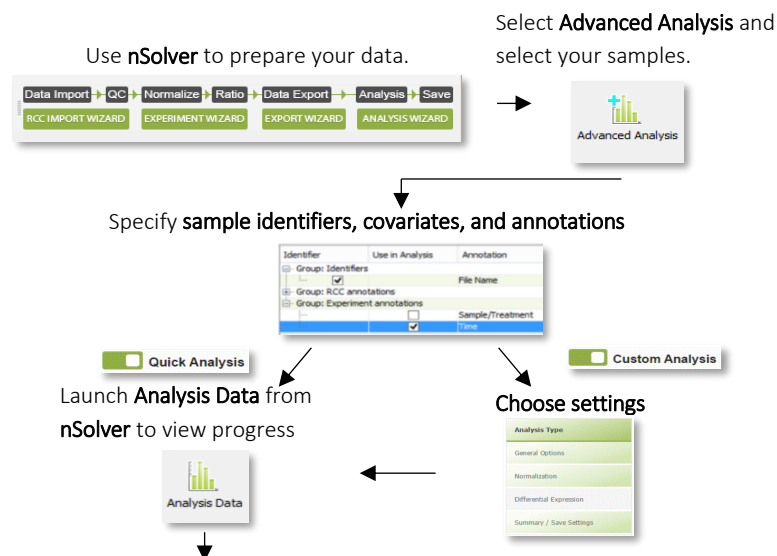 Select Advanced Analysis and
select your samples.
Use nSolver to prepare your data.
Data Import QC Normalize Ratio Data Export Analysis Save
RCC IMPORT WIZARD EXPERIMENT WIZARD EXPORT WIZARD ANALYSIS WIZARD
Advanced Analysis
Specify sample identifiers, covariates, and annotations
Identifier Use in Analysis Annotation
Group: Identifiers
File Name
Group: RCC annotations
Group: Experiment annotations
Sample/Treatment
Time
Quick Analysis
Custom Analysis
Launch Analysis Data from
nSolver to view progress
Analysis Data
Choose settings
Analysis Type
General Options
Normalization
Differential Expression
Summary / Save Settings